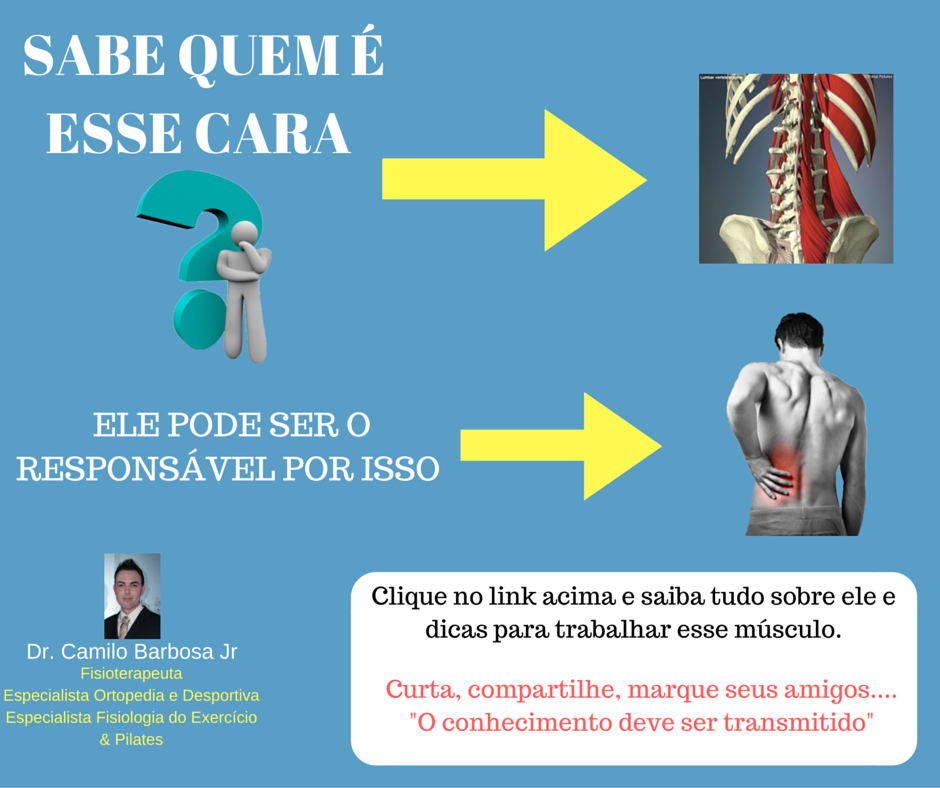 SABE QUEM É
ESSE CARA
ELE PODE SER O
RESPONSÁVEL POR ISSO
Dr. Camilo Barbosa Jr
Fisioterapeuta
Especialista Ortopedia e Desportiva
Especialista Fisiologia do Exercício
& Pilates
Clique no link acima e saiba tudo sobre ele e
dicas para trabalhar esse músculo.
Curta, compartilhe, marque seus amigos....
"O conhecimento deve ser transmitido"